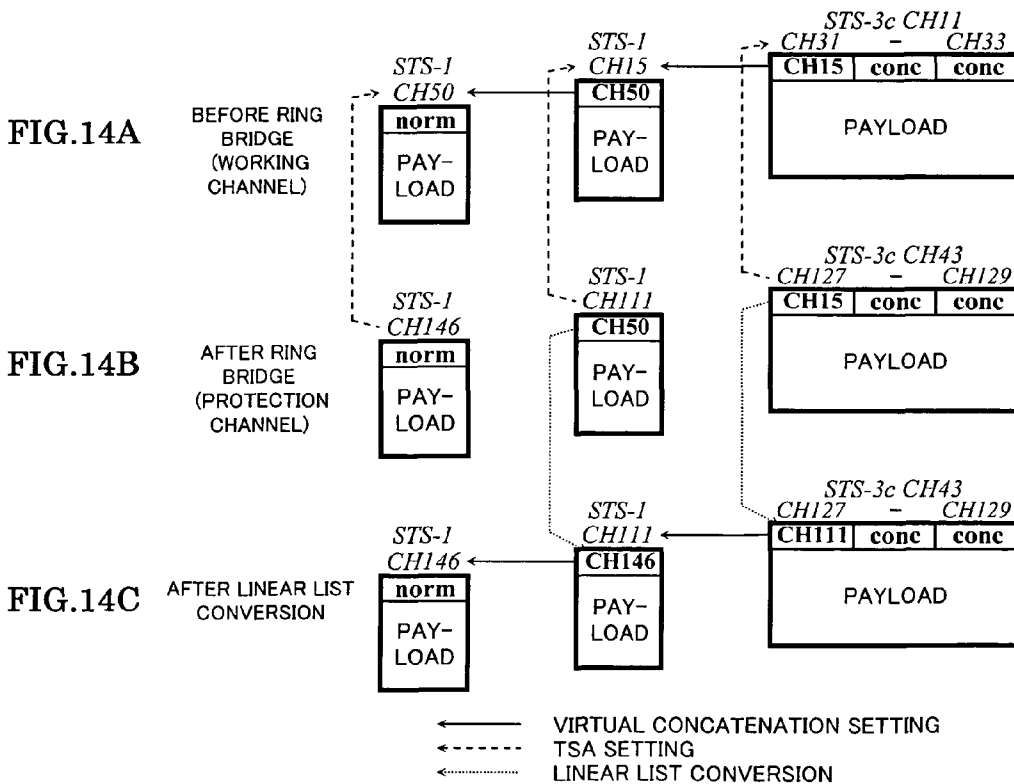 FIG.14A
BEFORE RING
BRIDGE
(WORKING
CHANNEL)
STS-1
CH50
norm
PAY-
LOAD
STS-1
CH15
CH50
PAY-
LOAD
STS-3c CH11
CH31 – CH33
CH15 conc conc
PAYLOAD
FIG.14B
AFTER RING
BRIDGE
(PROTECTION
CHANNEL)
STS-1
CH146
norm
PAY-
LOAD
STS-1
CH111
CH50
PAY-
LOAD
STS-3c CH43
CH127 – CH129
CH15 conc conc
PAYLOAD
FIG.14C
AFTER LINEAR LIST
CONVERSION
STS-1
CH146
norm
PAY-
LOAD
STS-1
CH111
CH146
PAY-
LOAD
STS-3c CH43
CH127 – CH129
CH111 conc conc
PAYLOAD
VIRTUAL CONCATENATION SETTING
TSA SETTING
LINEAR LIST CONVERSION